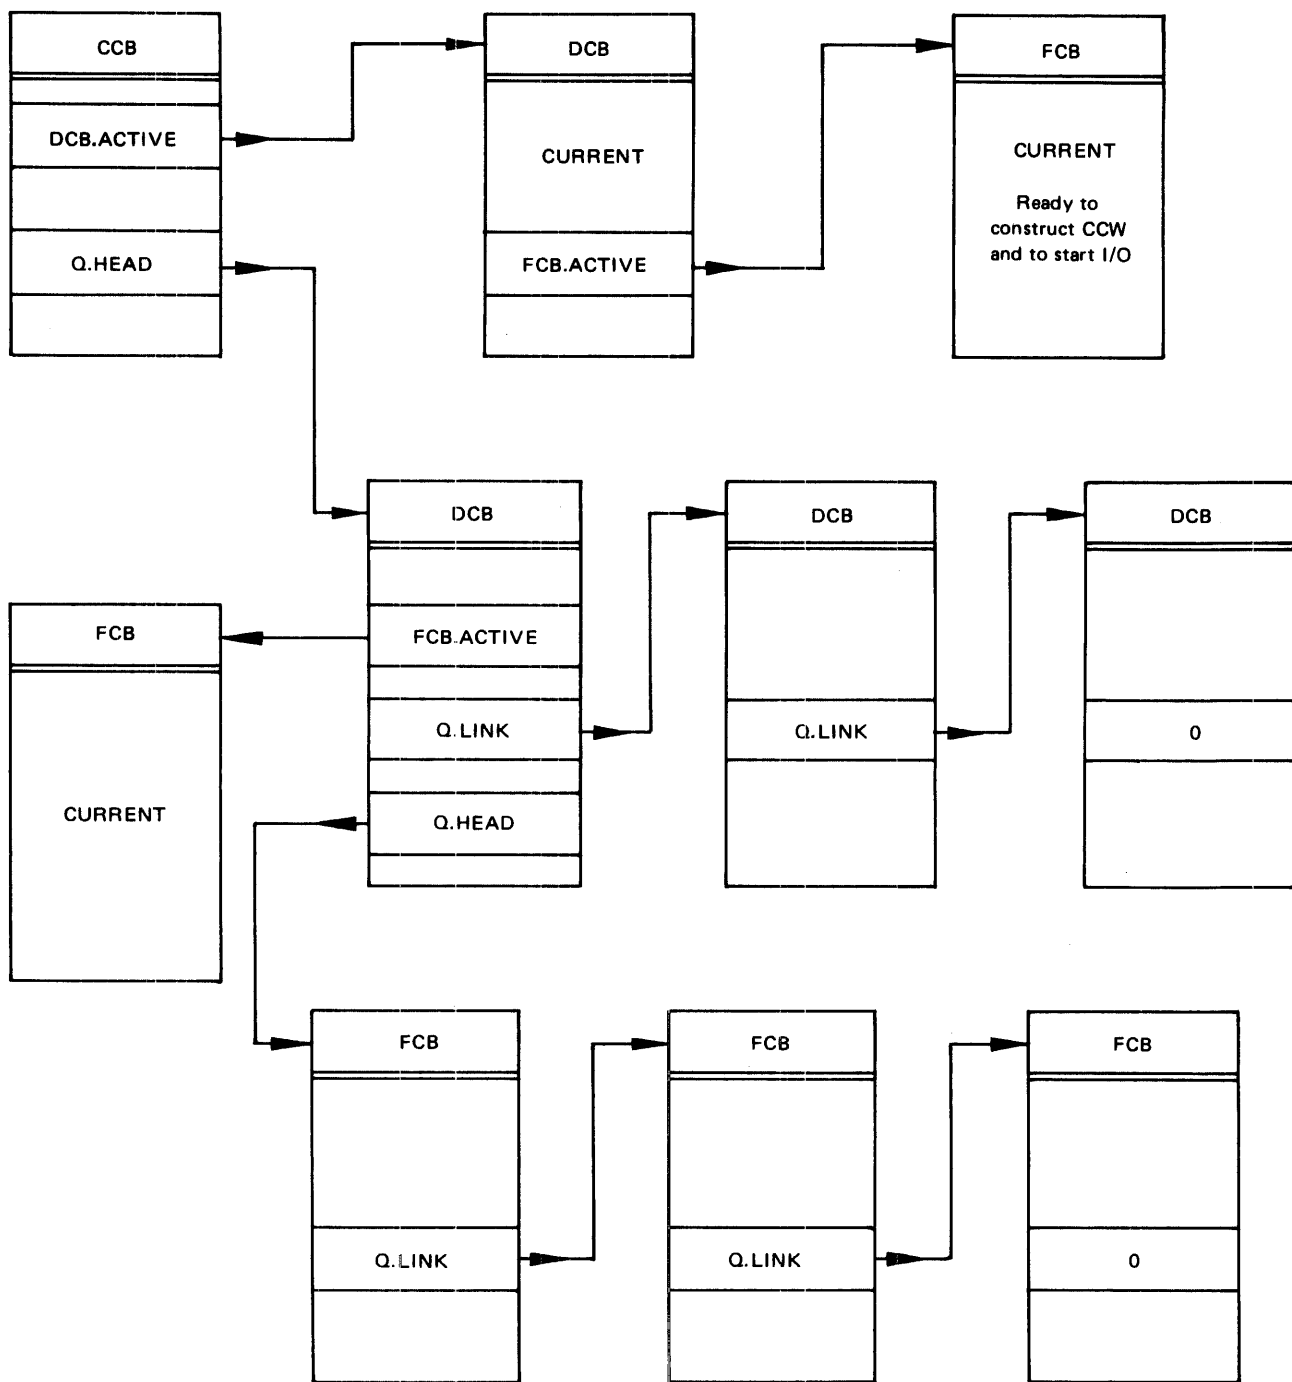 CCB
DCB
FCB
DCB.ACTIVE
CURRENT
CURRENT
Ready to
construct CCW
and to start I/O
Q.HEAD
FCB.ACTIVE
DCB
DCB
DCB
FCB
FCB.ACTIVE
Q.LINK
Q.LINK
0
CURRENT
Q.HEAD
FCB
FCB
FCB
Q.LINK
Q.LINK
0